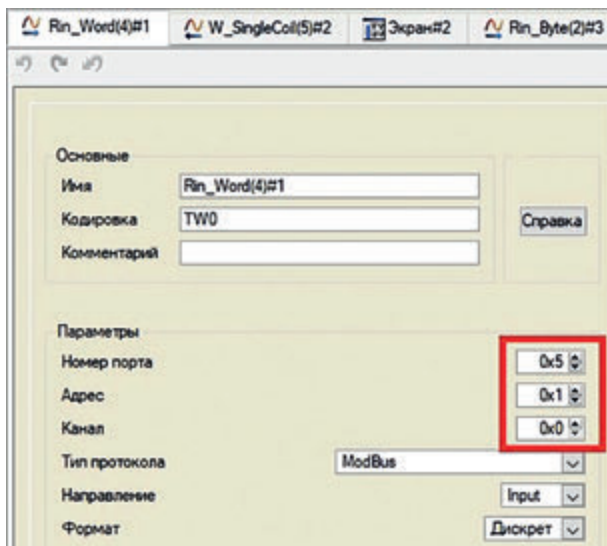 Rin_Word(4)#1 W_SingleCoil(5)#2 Экран#2 Rin_Byte(2)#3
Основные
Имя Rin_Word(4)#1
Кодировка TW0 Справка
Комментарий
Параметры
Номер порта 0x5
Адрес 0x1
Канал 0x0
Тип протокола ModBus
Направление Input
Формат Дискрет